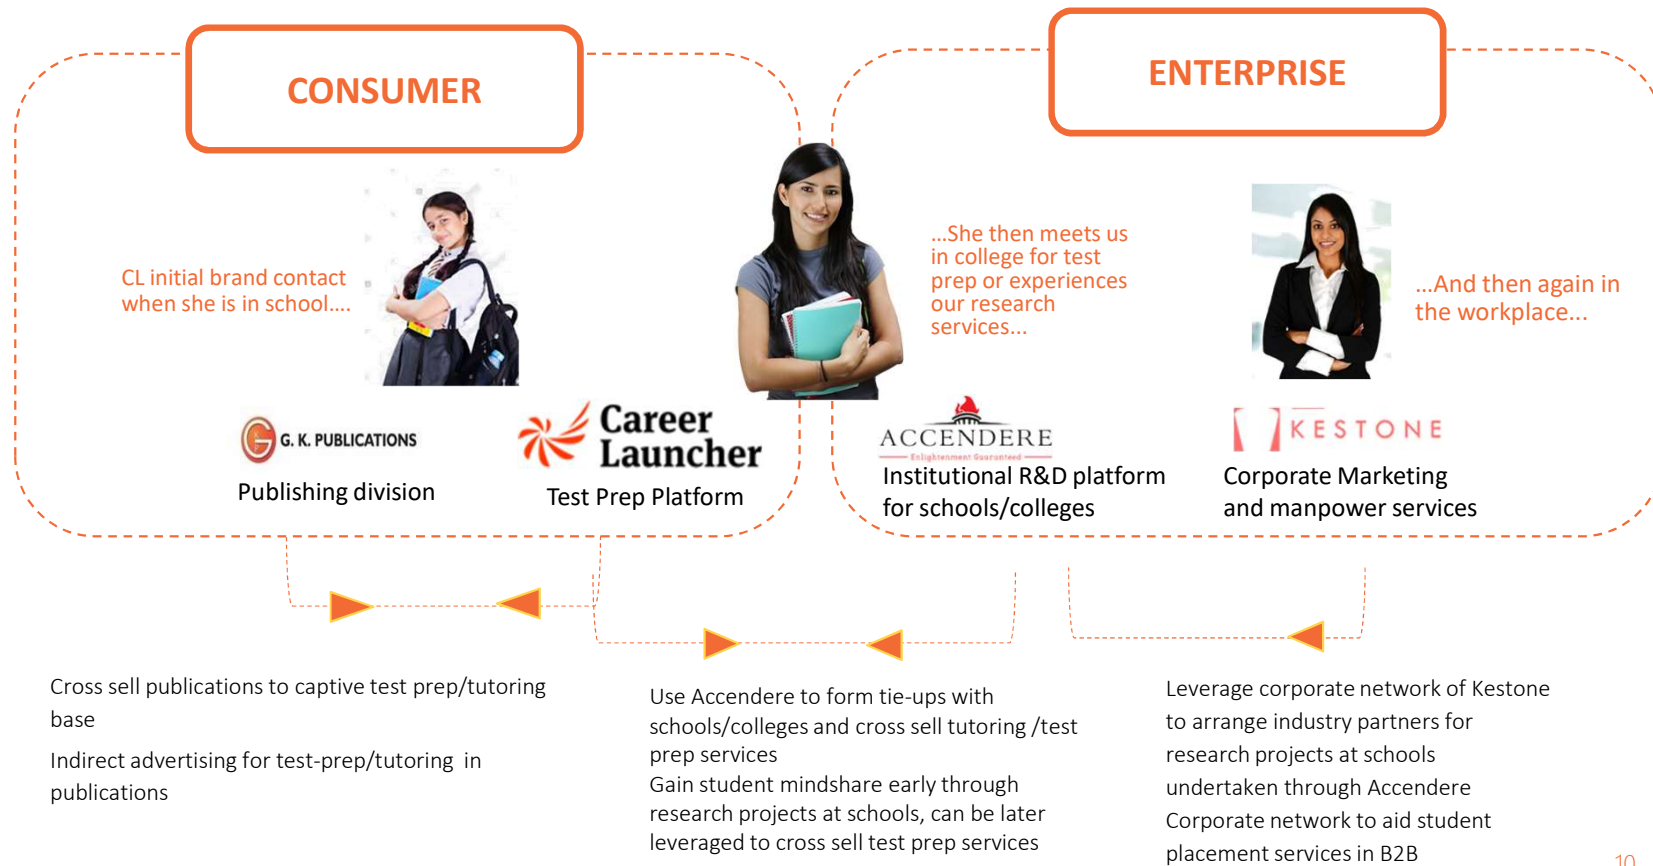 CONSUMER
ENTERPRISE
CL initial brand contact
when she is in school....
...She then meets us
in college for test
prep or experiences
our research
services...
...And then again in
the workplace...
G. K. PUBLICATIONS
Publishing division
Career
Launcher
Test Prep Platform
ACCENDERE
Enlightenment Guaranteed
Institutional R&D platform
for schools/colleges
KESTONE
Corporate Marketing
and manpower services
Cross sell publications to captive test prep/tutoring
base
Indirect advertising for test-prep/tutoring in
publications
Use Accendere to form tie-ups with
schools/colleges and cross sell tutoring /test
prep services
Gain student mindshare early through
research projects at schools, can be later
leveraged to cross sell test prep services
Leverage corporate network of Kestone
to arrange industry partners for
research projects at schools
undertaken through Accendere
Corporate network to aid student
placement services in B2B
10